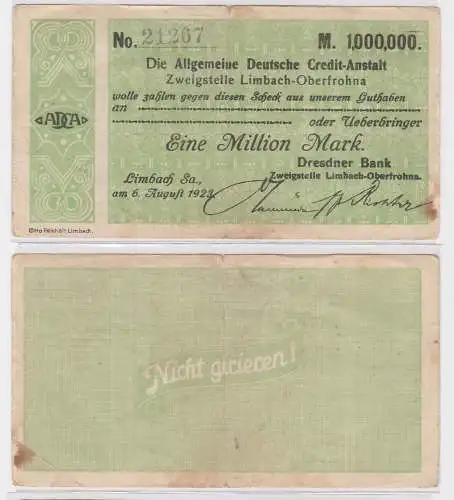 No. 21267 M. 1,000,000.
Die Allgemeine Deutsche Credit-Anstalt
Zweigstelle Limbach-Oberfrohna
wolle zahlen gegen diesen Scheck aus unserem Guthaben
an
oder Ueberbringer
ADCA
Eine Million Mark.
Dresdner Bank
Limbach Sa.,
Zweigstelle Limbach-Oberfrohna.
am 6. August 1923.
Otto Reinhält Limbach.
Nicht girieren!